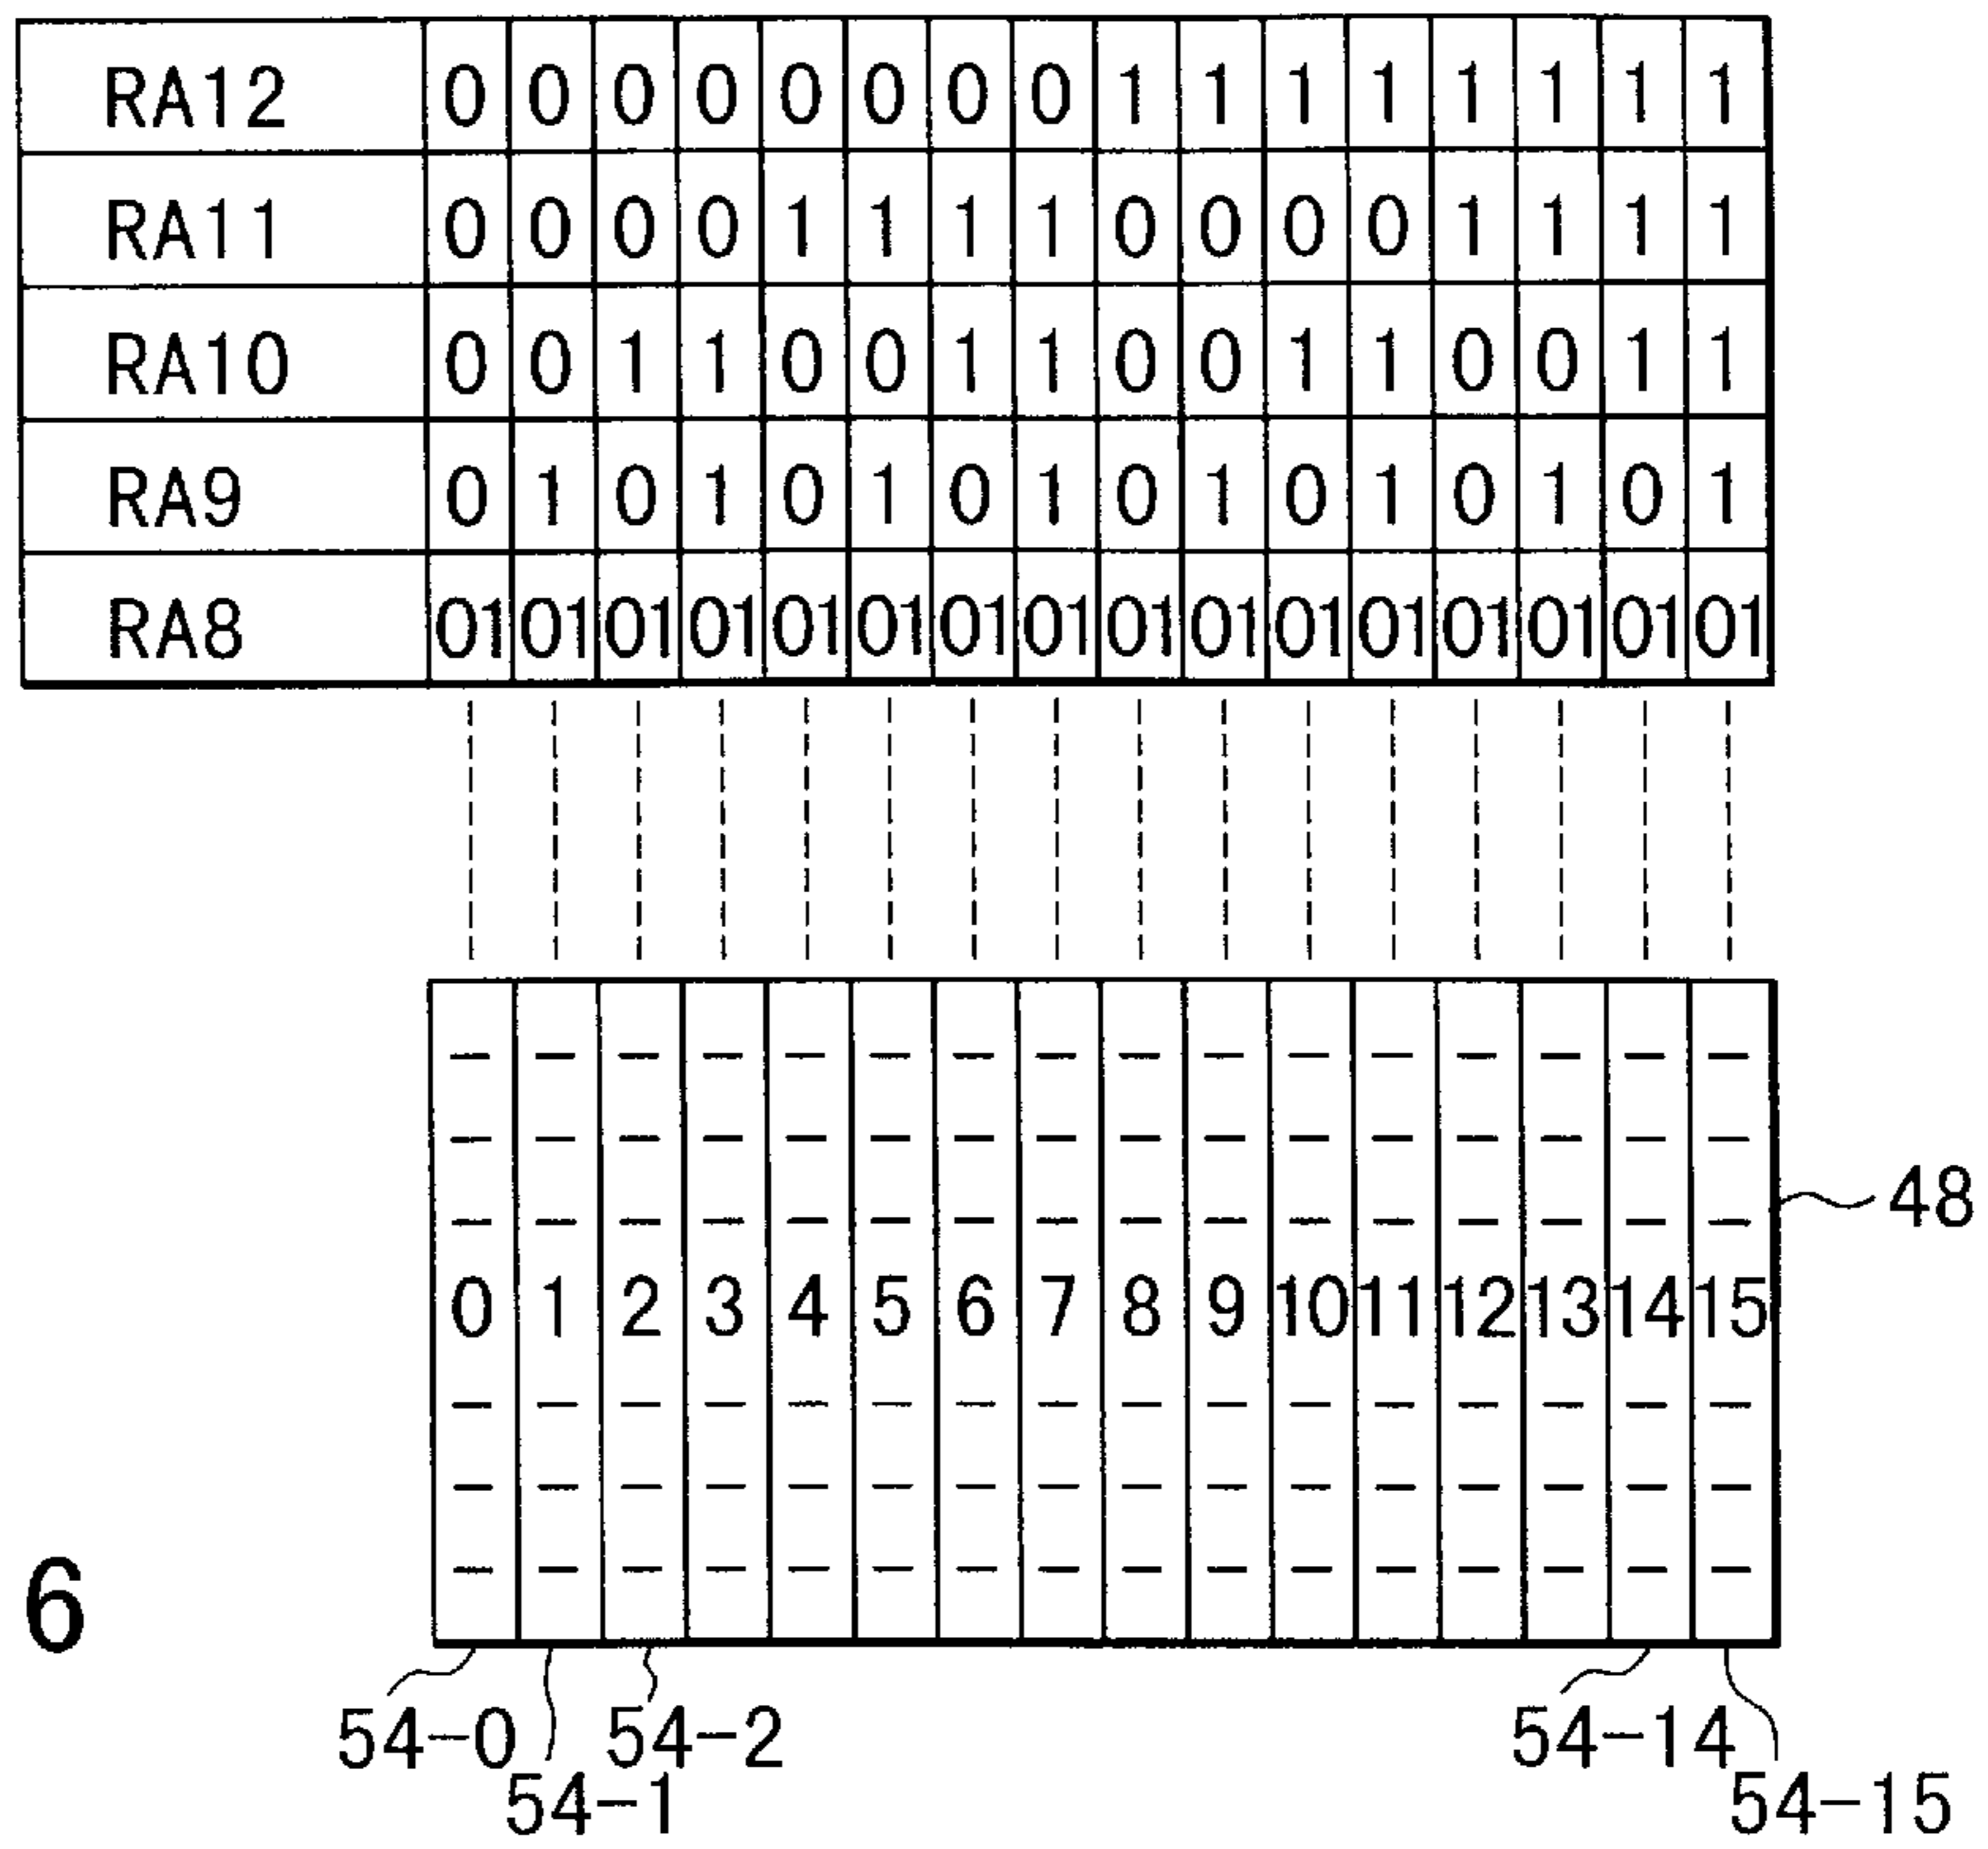 RA12 0 0 0 0 0 0 0 0 1 1 1 1 1 1 1 1
RA11 0 0 0 0 1 1 1 1 0 0 0 0 1 1 1 1
RA10 0 0 1 1 0 0 1 1 0 0 1 1 0 0 1 1
RA9 0 1 0 1 0 1 0 1 0 1 0 1 0 1 0 1
RA8 01 01 01 01 01 01 01 01 01 01 01 01 01 01 01 01
48
0 1 2 3 4 5 6 7 8 9 10 11 12 13 14 15
6
54-0 54-2 54-14
54-1 54-15